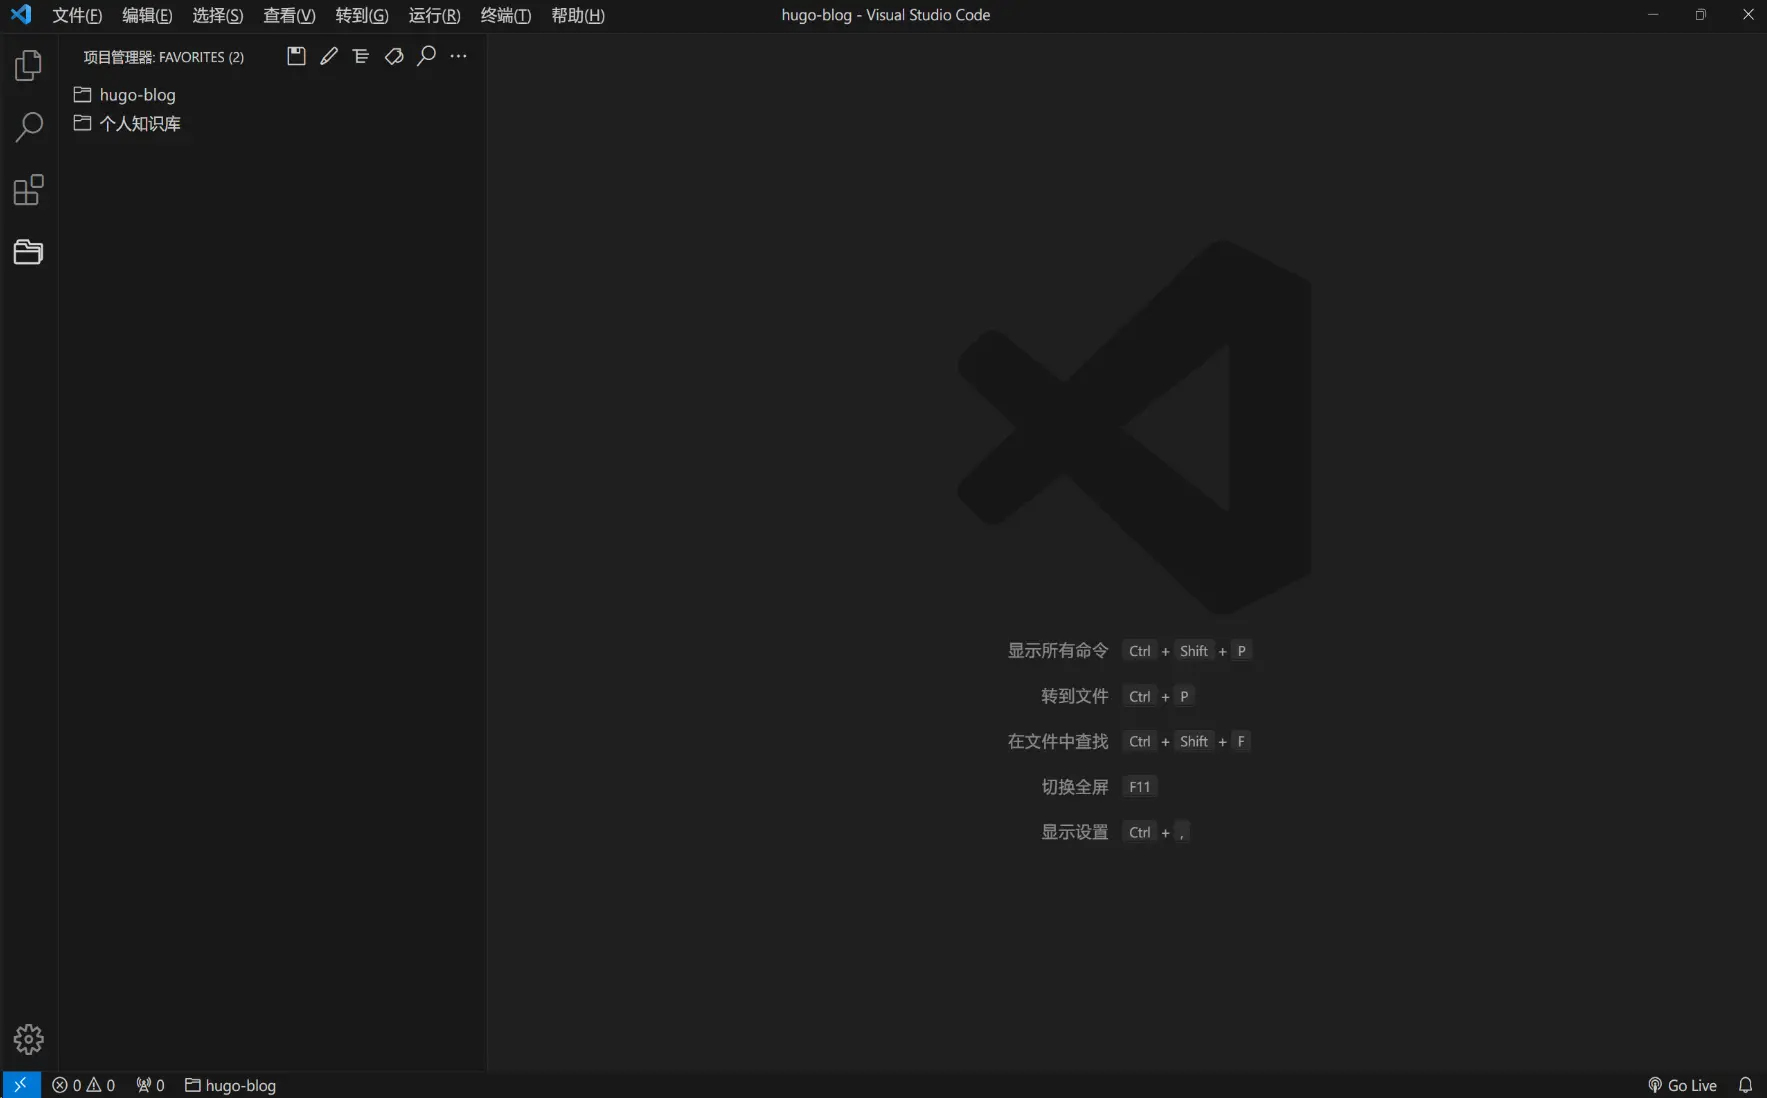 文件(F) 编辑(E) 选择(S) 查看(V) 转到(G) 运行(R) 终端(T) 帮助(H) hugo-blog - Visual Studio Code
项目管理器: FAVORITES (2)
hugo-blog
个人知识库
显示所有命令 Ctrl + Shift + P
转到文件 Ctrl + P
在文件中查找 Ctrl + Shift + F
切换全屏 F11
显示设置 Ctrl + ,
0 0 0 hugo-blog Go Live